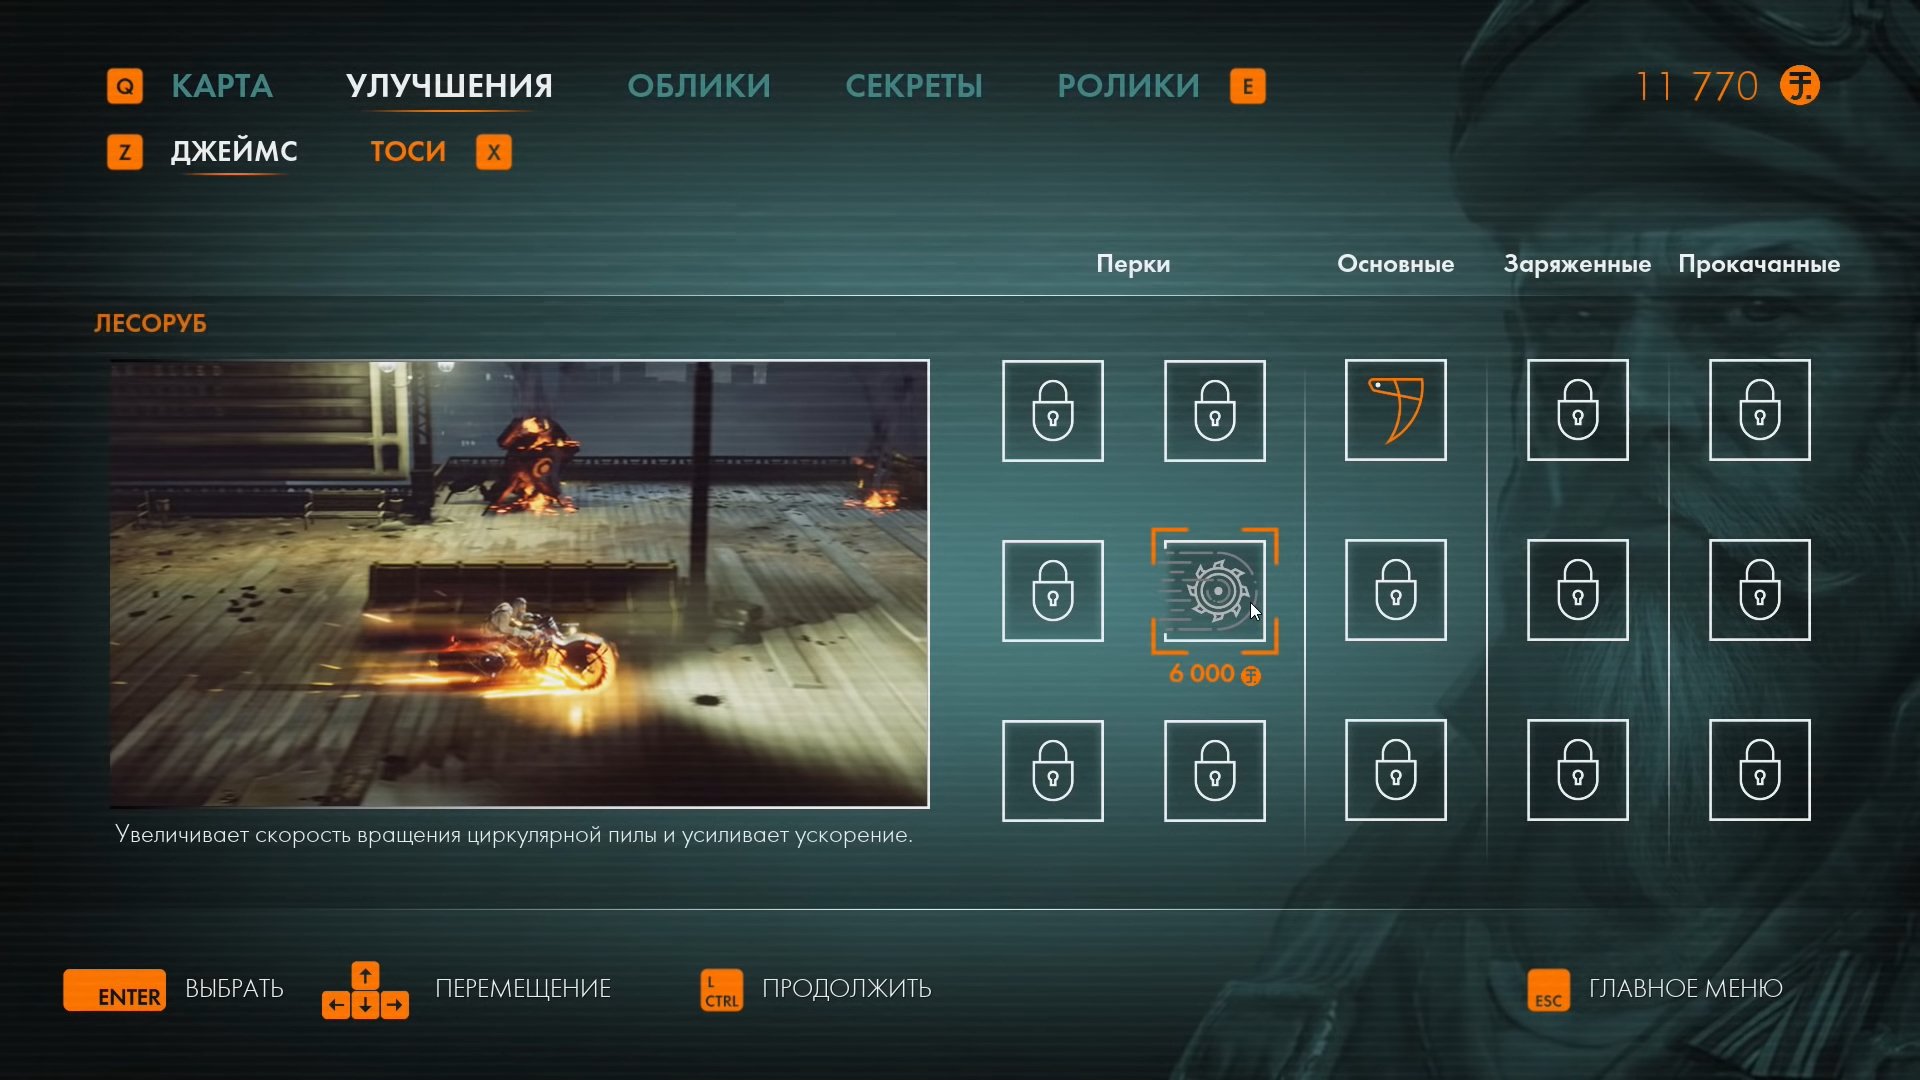 Q КАРТА УЛУЧШЕНИЯ ОБЛИКИ СЕКРЕТЫ РОЛИКИ E 11 770
Z ДЖЕЙМС ТОСИ X
Перки Основные Заряженные Прокачанные
ЛЕСОРУБ
6 000
Увеличивает скорость вращения циркулярной пилы и усиливает ускорение.
ENTER ВЫБРАТЬ ПЕРЕМЕЩЕНИЕ L CTRL ПРОДОЛЖИТЬ ESC ГЛАВНОЕ МЕНЮ